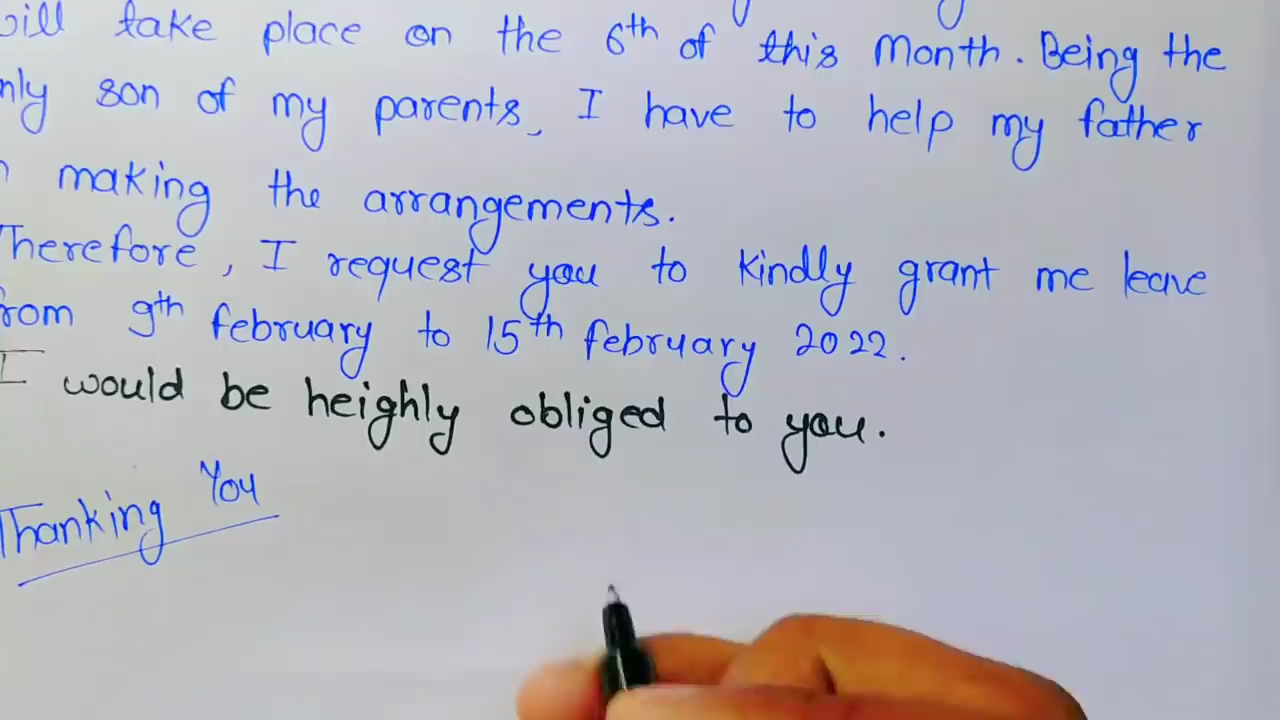 will take place on the 6th of this Month. Being the
only son of my parents, I have to help my father
making the arrangements.
Therefore, I request you to kindly grant me leave
from 9th february to 15th february 2022.
I would be heighly obliged to you.
Thanking You